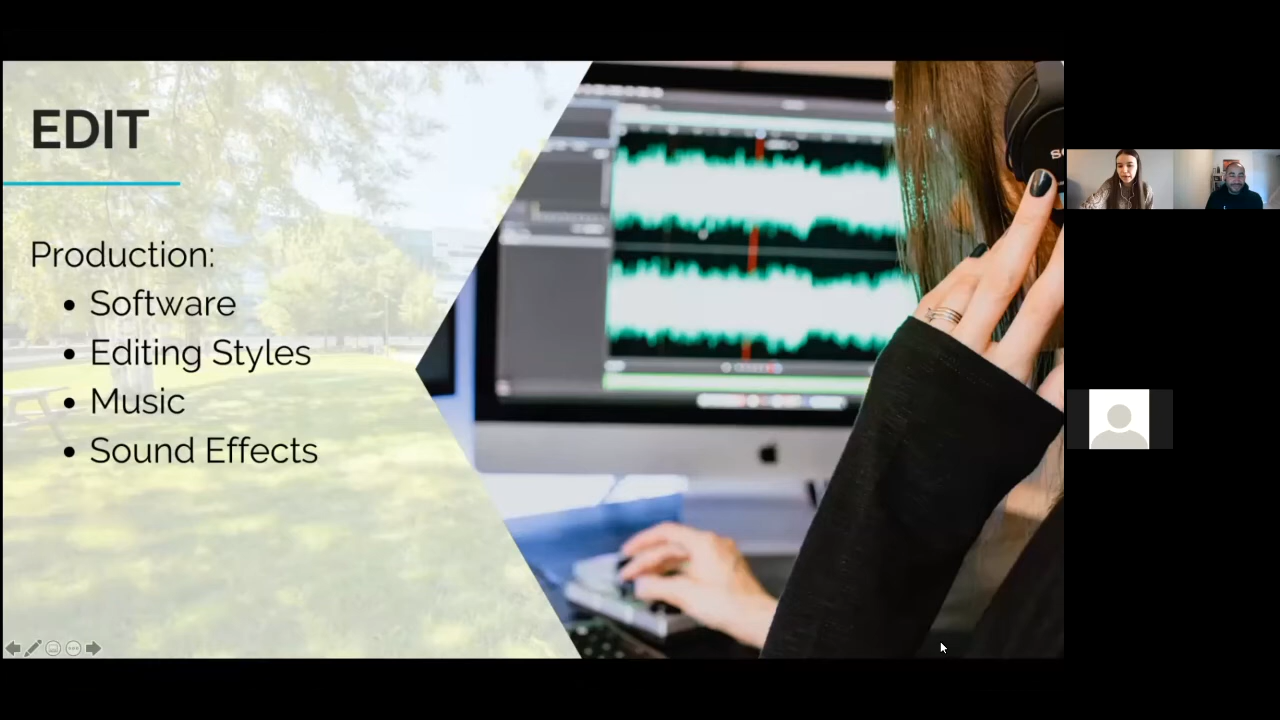 EDIT
Production:
• Software
• Editing Styles
• Music
• Sound Effects